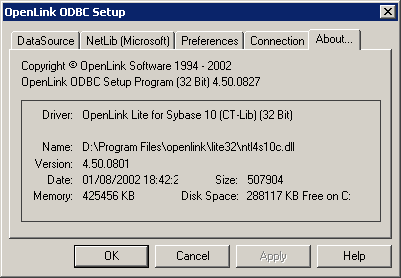 OpenLink ODBC Setup
DataSource NetLib (Microsoft) Preferences Connection About...
Copyright © OpenLink Software 1994 - 2002
OpenLink ODBC Setup Program (32 Bit) 4.50.0827
Driver: OpenLink Lite for Sybase 10 (CT-Lib) (32 Bit)
Name: D:\Program Files\openlink\lite32\ntl4s10c.dll
Version: 4.50.0801
Date: 01/08/2002 18:42:2 Size: 507904
Memory: 425456 KB Disk Space: 288117 KB Free on C:
OK Cancel Apply Help